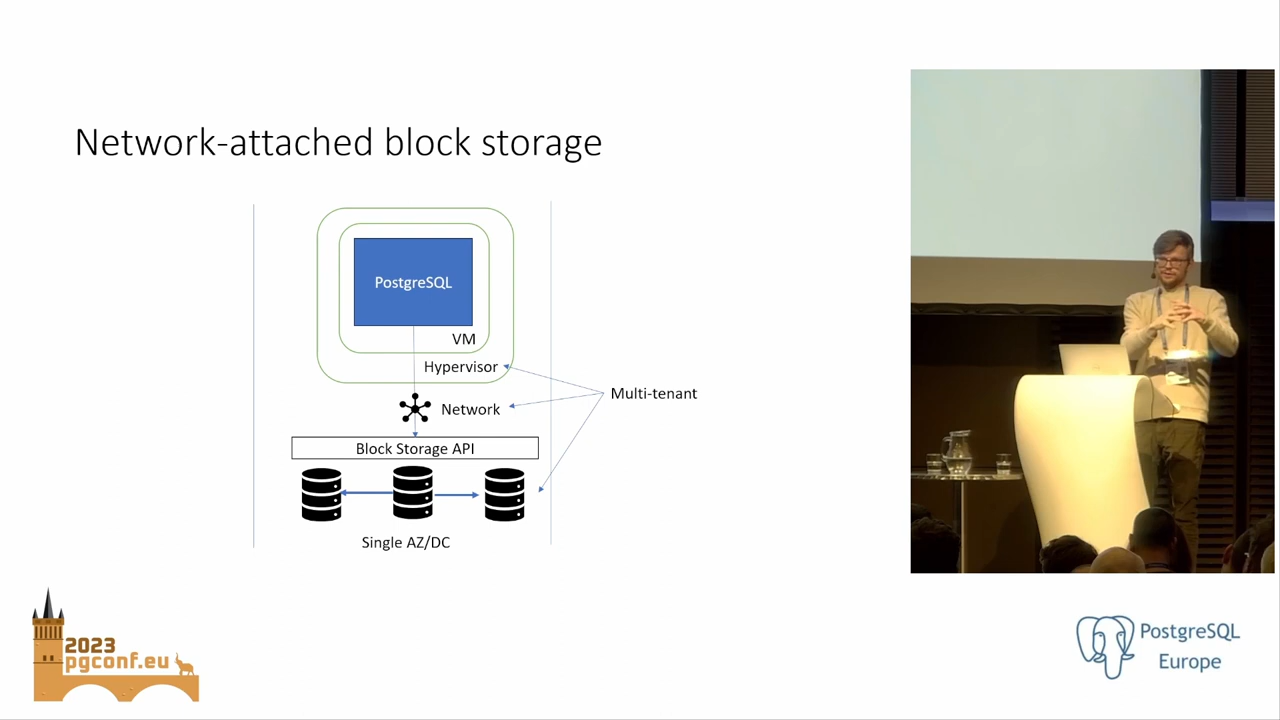 Network-attached block storage
PostgreSQL
VM
Hypervisor
Network
Multi-tenant
Block Storage API
Single AZ/DC
2023
pgconf.eu
PostgreSQL
Europe